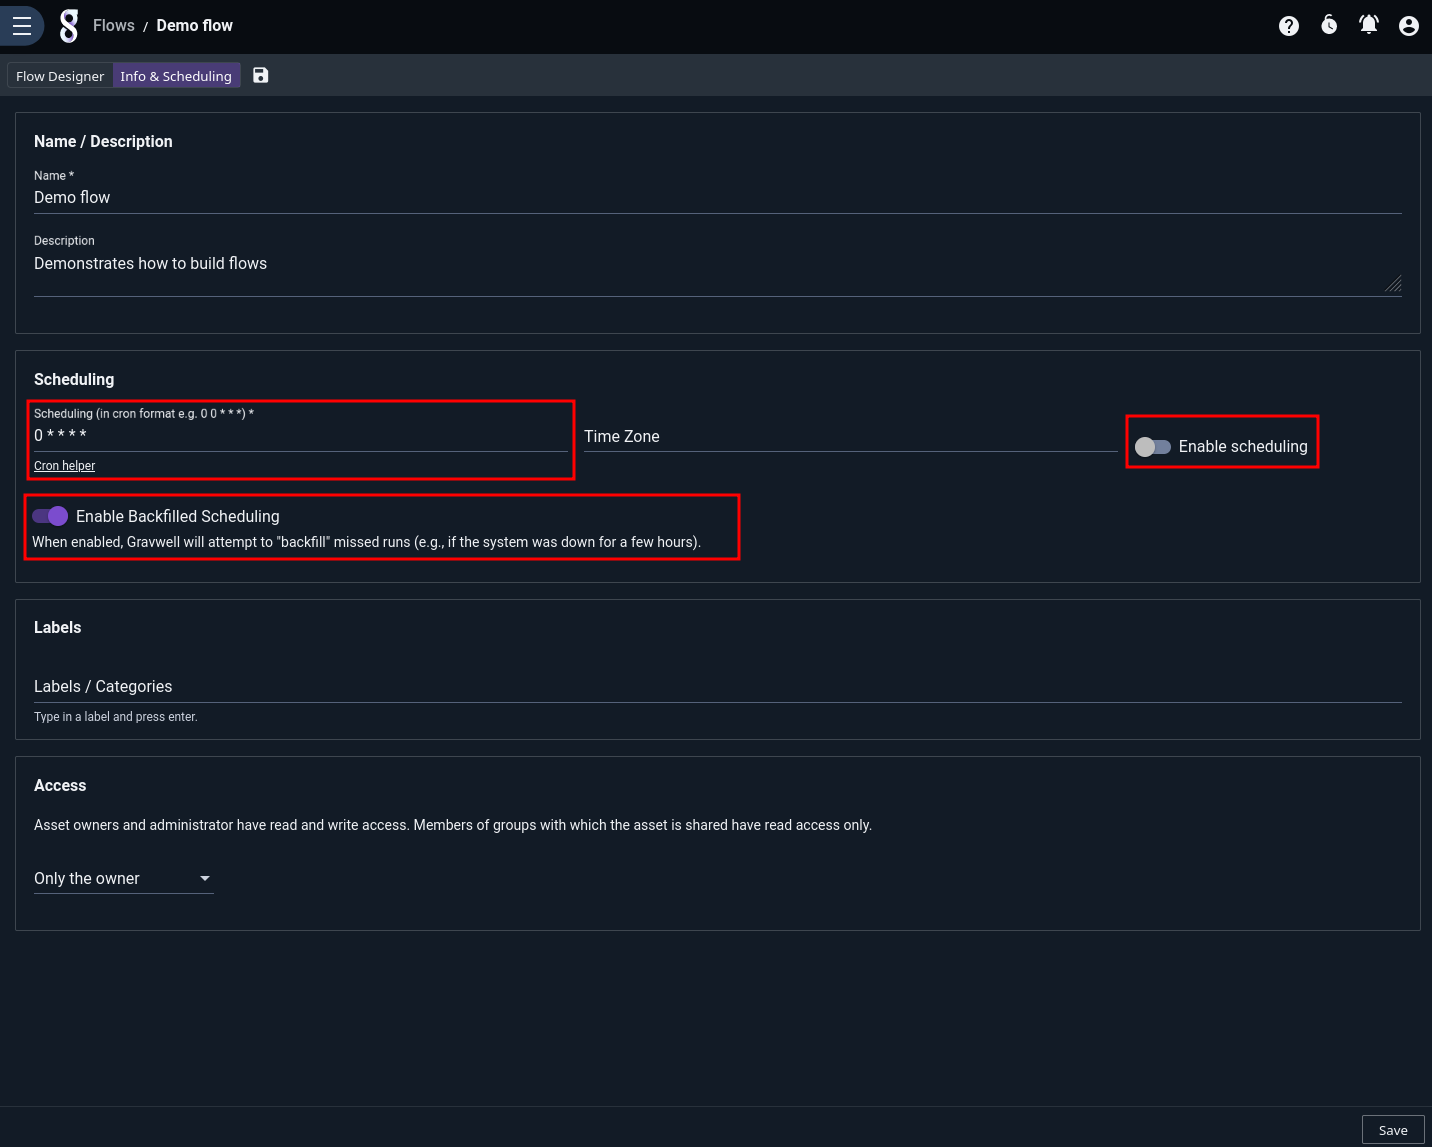 Flows / Demo flow
Flow Designer Info & Scheduling
Name / Description
Name *
Demo flow
Description
Demonstrates how to build flows
Scheduling
Scheduling (in cron format e.g. 0 0 * * *) *
0 * * * *
Time Zone
Enable scheduling
Cron helper
Enable Backfilled Scheduling
When enabled, Gravwell will attempt to "backfill" missed runs (e.g., if the system was down for a few hours).
Labels
Labels / Categories
Type in a label and press enter.
Access
Asset owners and administrator have read and write access. Members of groups with which the asset is shared have read access only.
Only the owner
Save